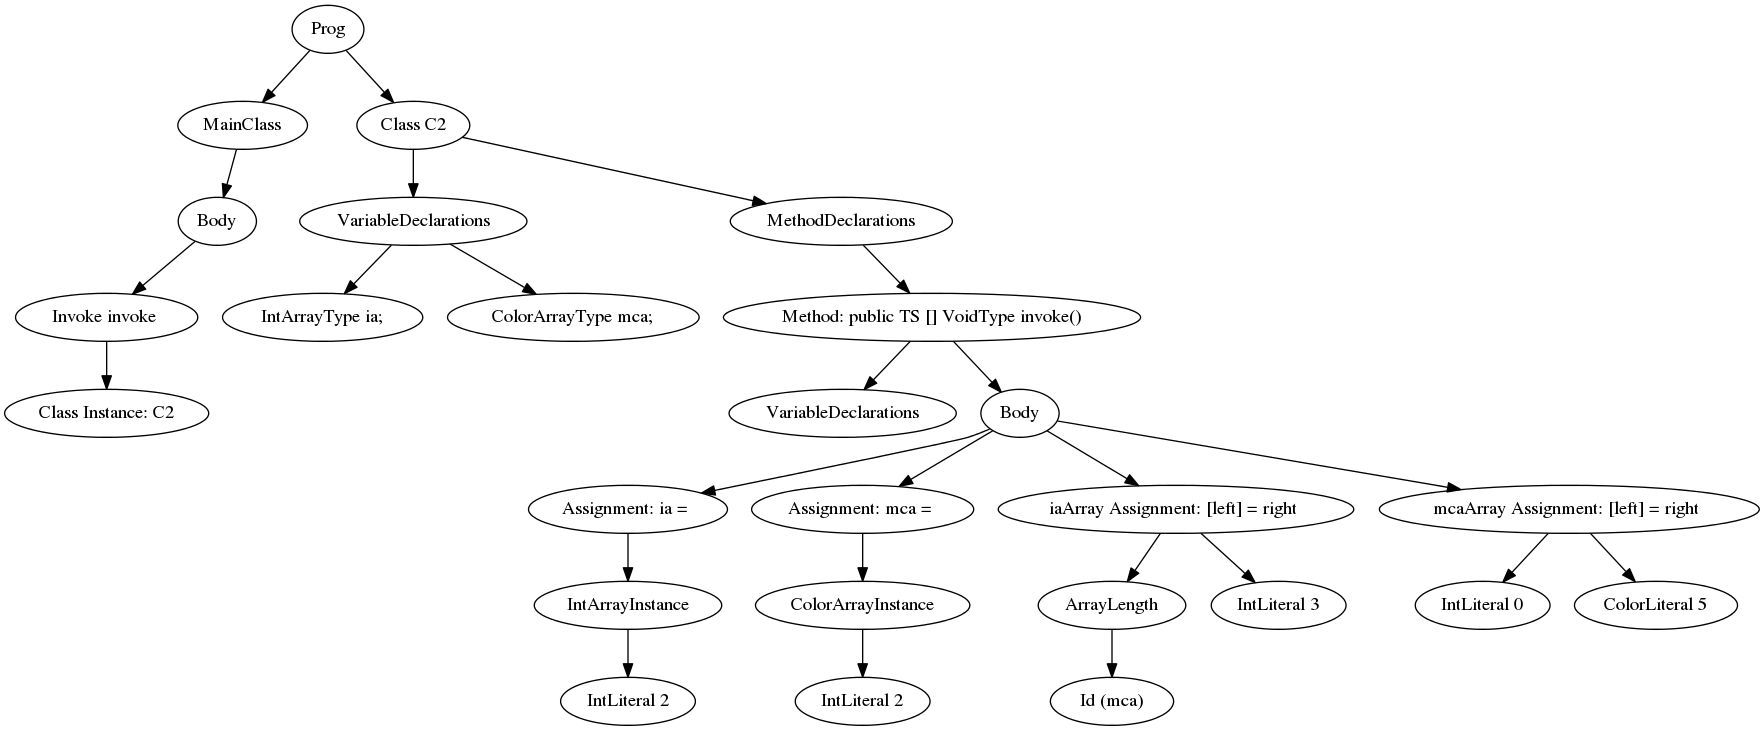 Prog
MainClass
Class C2
Body
VariableDeclarations
MethodDeclarations
Invoke invoke
IntArrayType ia;
ColorArrayType mca;
Method: public TS [] VoidType invoke()
Class Instance: C2
VariableDeclarations
Body
Assignment: ia =
Assignment: mca =
iaArray Assignment: [left] = right
mcaArray Assignment: [left] = right
IntArrayInstance
ColorArrayInstance
ArrayLength
IntLiteral 3
IntLiteral 0
ColorLiteral 5
IntLiteral 2
IntLiteral 2
Id (mca)